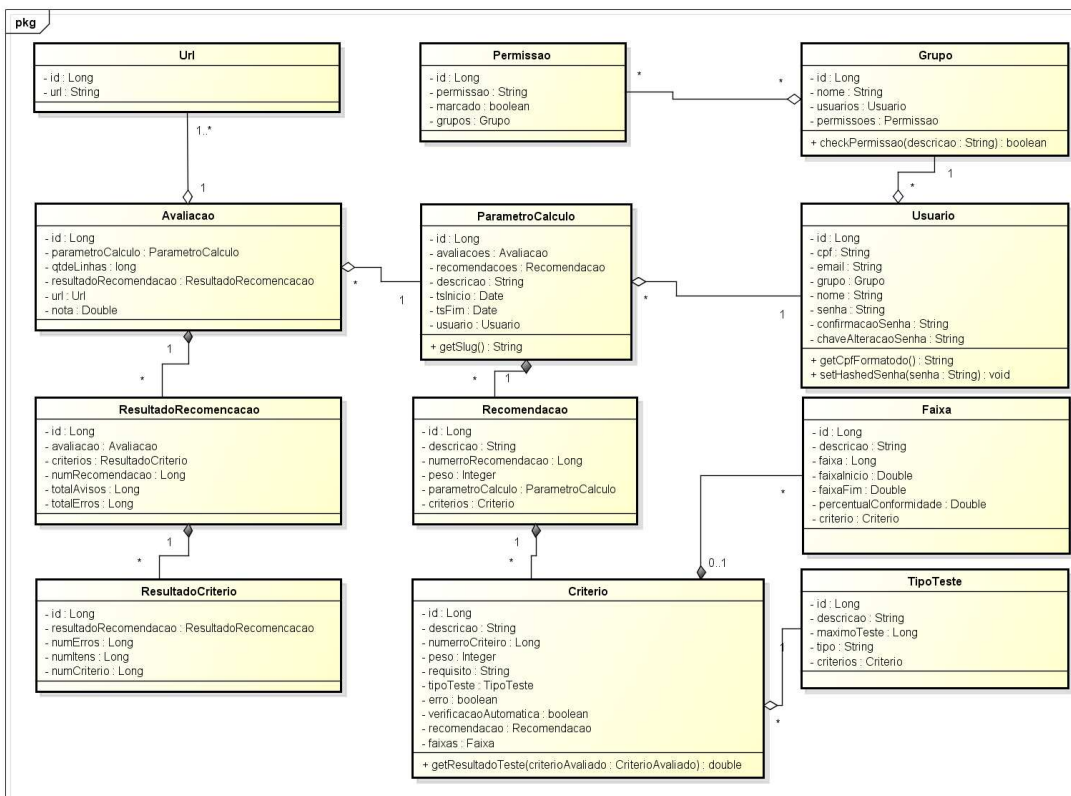 pkg
Url
- id : Long
- url : String
Permissao
- id : Long
- permissao : String
- marcado : boolean
- grupos : Grupo
Grupo
- id : Long
- nome : String
- usuarios : Usuario
- permissoes : Permissao
+ checkPermissao(descricao : String) : boolean
*
*
1..*
1
1
*
Avaliacao
- id : Long
- parametroCalculo : ParametroCalculo
- qtdeLinhas : long
- resultadoRecomendacao : ResultadoRecomencacao
- url : Url
- nota : Double
ParametroCalculo
- id : Long
- avaliacoes : Avaliacao
- recomendacoes : Recomendacao
- descricao : String
- tsInicio : Date
- tsFim : Date
- usuario : Usuario
+ getSlug() : String
Usuario
- id : Long
- cpf : String
- email : String
- grupo : Grupo
- nome : String
- senha : String
- confirmacaoSenha : String
- chaveAlteracaoSenha : String
+ getCpfFormatodo() : String
+ setHashedSenha(senha : String) : void
*
1
*
1
1
*
1
*
ResultadoRecomencacao
- id : Long
- avaliacao : Avaliacao
- criterios : ResultadoCriterio
- numRecomendacao : Long
- totalAvisos : Long
- totalErros : Long
Recomendacao
- id : Long
- descricao : String
- numerroRecomendacao : Long
- peso : Integer
- parametroCalculo : ParametroCalculo
- criterios : Criterio
Faixa
- id : Long
- descricao : String
- faixa : Long
- faixaInicio : Double
- faixaFim : Double
- percentualConformidade : Double
- criterio : Criterio
*
0..1
1
*
1
*
ResultadoCriterio
- id : Long
- resultadoRecomendacao : ResultadoRecomencacao
- numErros : Long
- numItens : Long
- numCriterio : Long
Criterio
- id : Long
- descricao : String
- numerroCriteiro : Long
- peso : Integer
- requisito : String
- tipoTeste : TipoTeste
- erro : boolean
- verificacaoAutomatica : boolean
- recomendacao : Recomendacao
- faixas : Faixa
+ getResultadoTeste(criterioAvaliado : CriterioAvaliado) : double
TipoTeste
- id : Long
- descricao : String
- maximoTeste : Long
- tipo : String
- criterios : Criterio
1
*